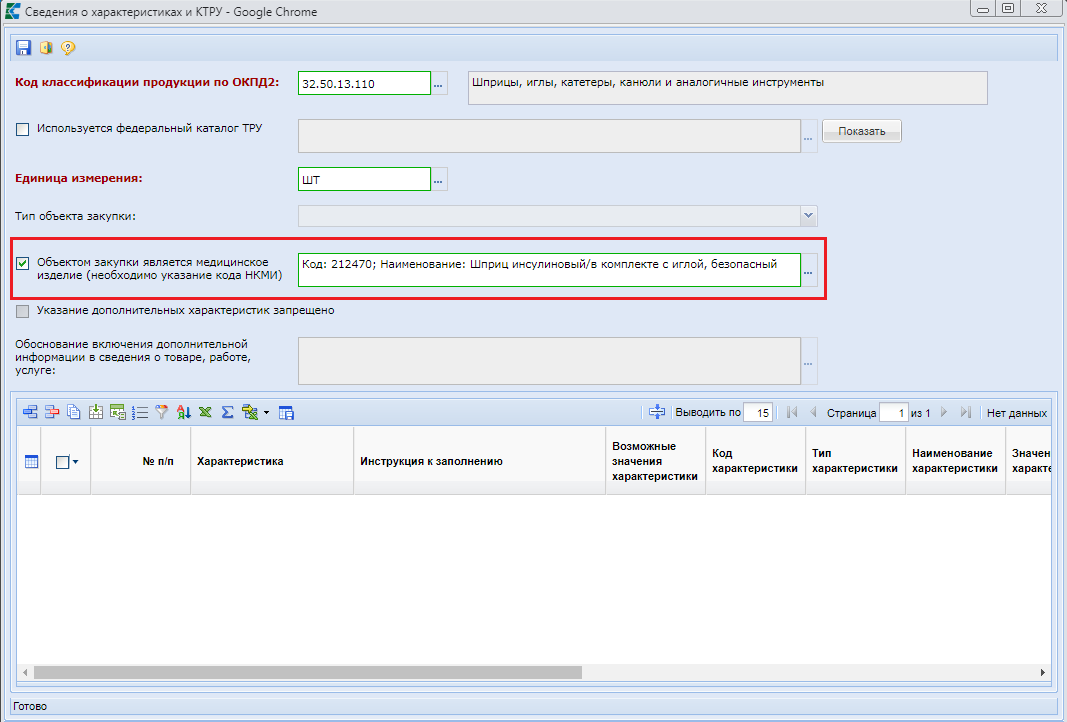 Сведения о характеристиках и КТРУ - Google Chrome
Код классификации продукции по ОКПД2: 32.50.13.110 ... Шприцы, иглы, катетеры, канюли и аналогичные инструменты
Используется федеральный каталог ТРУ ... Показать
Единица измерения: ШТ ...
Тип объекта закупки:
Объектом закупки является медицинское
изделие (необходимо указание кода НКМИ)
Код: 212470; Наименование: Шприц инсулиновый/в комплекте с иглой, безопасный ...
Указание дополнительных характеристик запрещено
Обоснование включения дополнительной
информации в сведения о товаре, работе,
услуге:
...
Выводить по 15 Страница 1 из 1 Нет данных
№ п/п
Характеристика
Инструкция к заполнению
Возможные
значения
характеристики
Код
характеристики
Тип
характеристики
Наименование
характеристики
Значен
характе
Готово